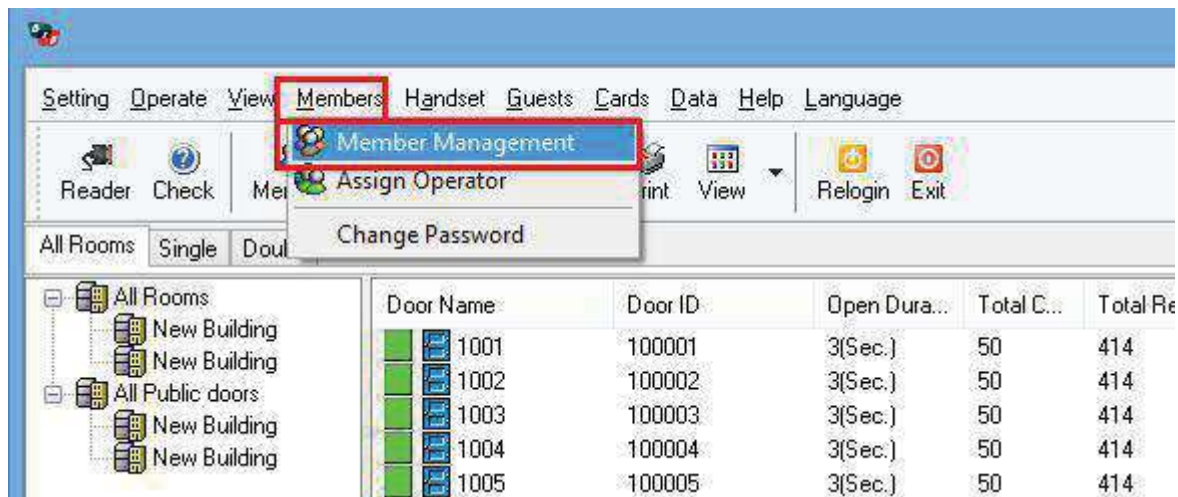 Setting Operate View Members Handset Guests Cards Data Help Language
Member Management
Assign Operator
Change Password
Reader Check View Relogin Exit
All Rooms Single
All Rooms
New Building
New Building
All Public doors
New Building
New Building
Door Name Door ID Open Dura... Total C... Total Re
1001 100001 3(Sec.) 50 414
1002 100002 3(Sec.) 50 414
1003 100003 3(Sec.) 50 414
1004 100004 3(Sec.) 50 414
1005 100005 3(Sec.) 50 414